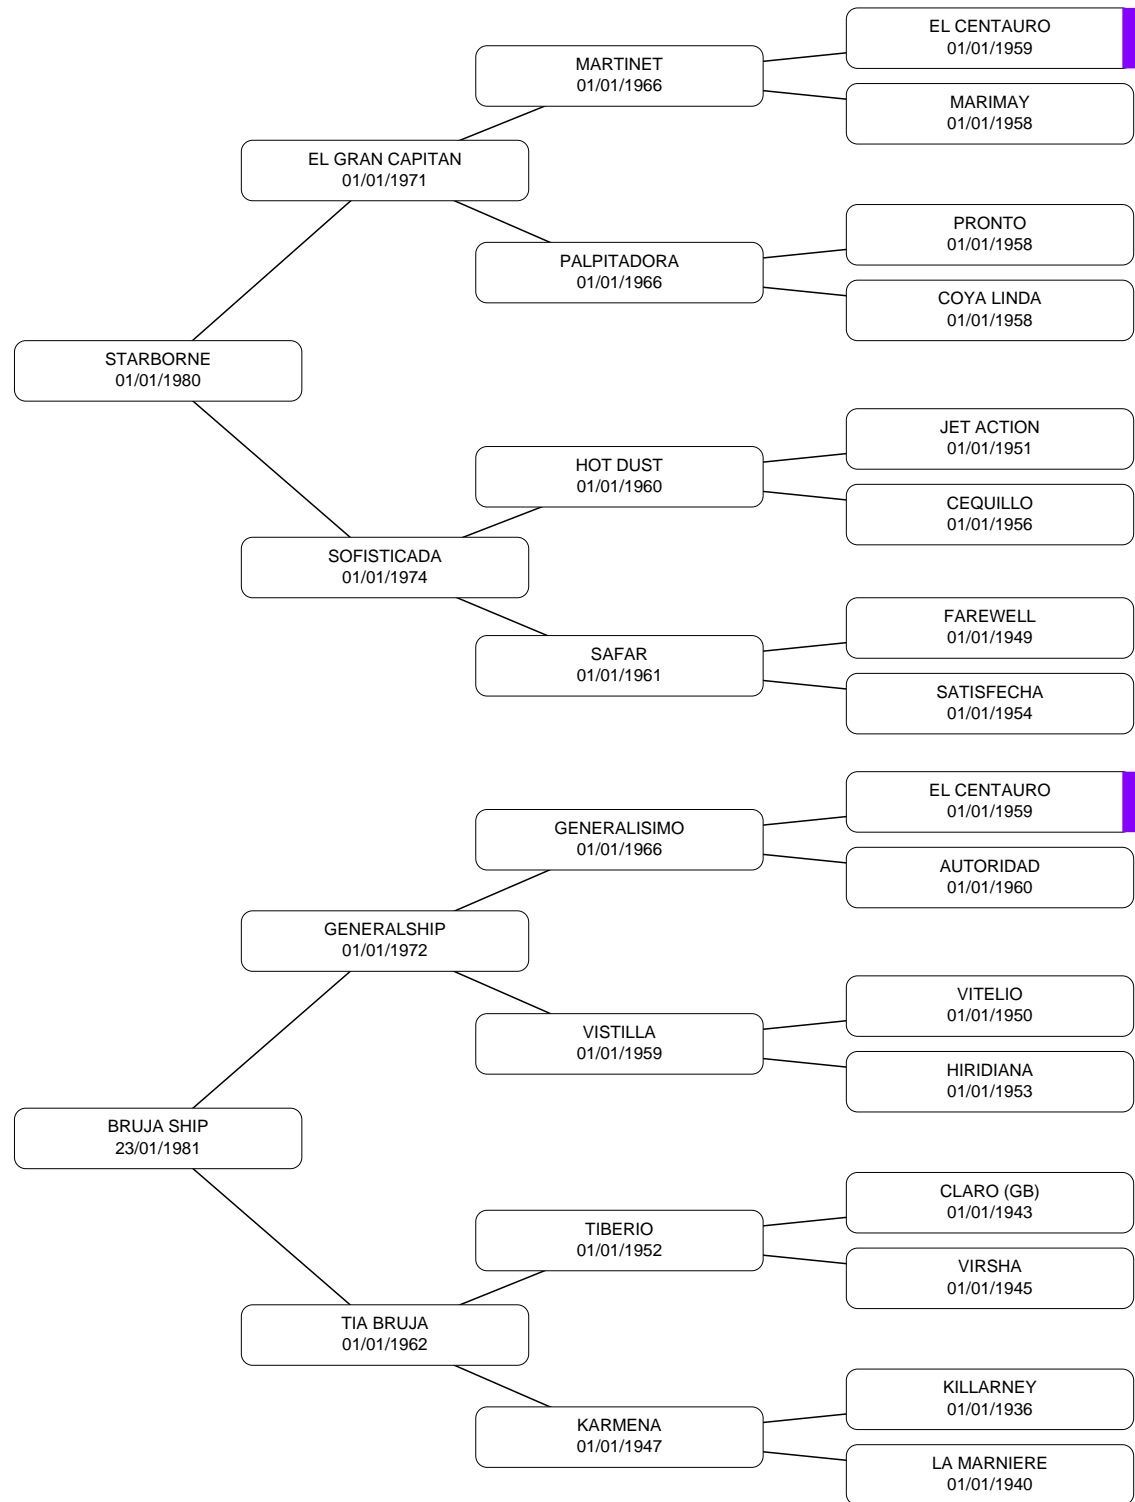 EL CENTAURO
01/01/1959
MARTINET
01/01/1966
MARIMAY
01/01/1958
EL GRAN CAPITAN
01/01/1971
PRONTO
01/01/1958
PALPITADORA
01/01/1966
COYA LINDA
01/01/1958
STARBORNE
01/01/1980
JET ACTION
01/01/1951
HOT DUST
01/01/1960
CEQUILLO
01/01/1956
SOFISTICADA
01/01/1974
FAREWELL
01/01/1949
SAFAR
01/01/1961
SATISFECHA
01/01/1954
EL CENTAURO
01/01/1959
GENERALISIMO
01/01/1966
AUTORIDAD
01/01/1960
GENERALSHIP
01/01/1972
VITELIO
01/01/1950
VISTILLA
01/01/1959
HIRIDIANA
01/01/1953
BRUJA SHIP
23/01/1981
CLARO (GB)
01/01/1943
TIBERIO
01/01/1952
VIRSHA
01/01/1945
TIA BRUJA
01/01/1962
KILLARNEY
01/01/1936
KARMENA
01/01/1947
LA MARNIERE
01/01/1940